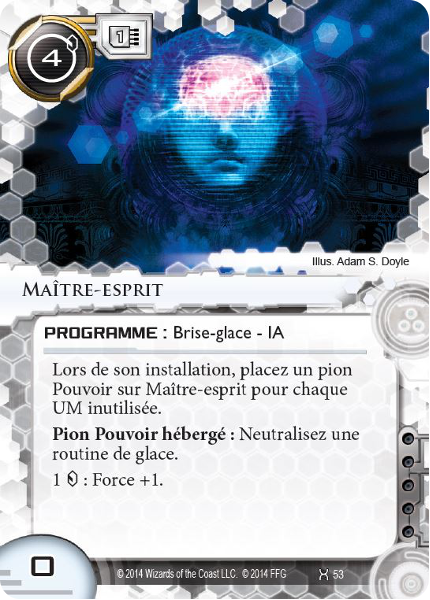 4
1
Illus. Adam S. Doyle
Maître-esprit
PROGRAMME : Brise-glace - IA
Lors de son installation, placez un pion
Pouvoir sur Maître-esprit pour chaque
UM inutilisée.
Pion Pouvoir hébergé : Neutralisez une
routine de glace.
1 : Force +1.
0
© 2014 Wizards of the Coast LLC. © 2014 FFG
53